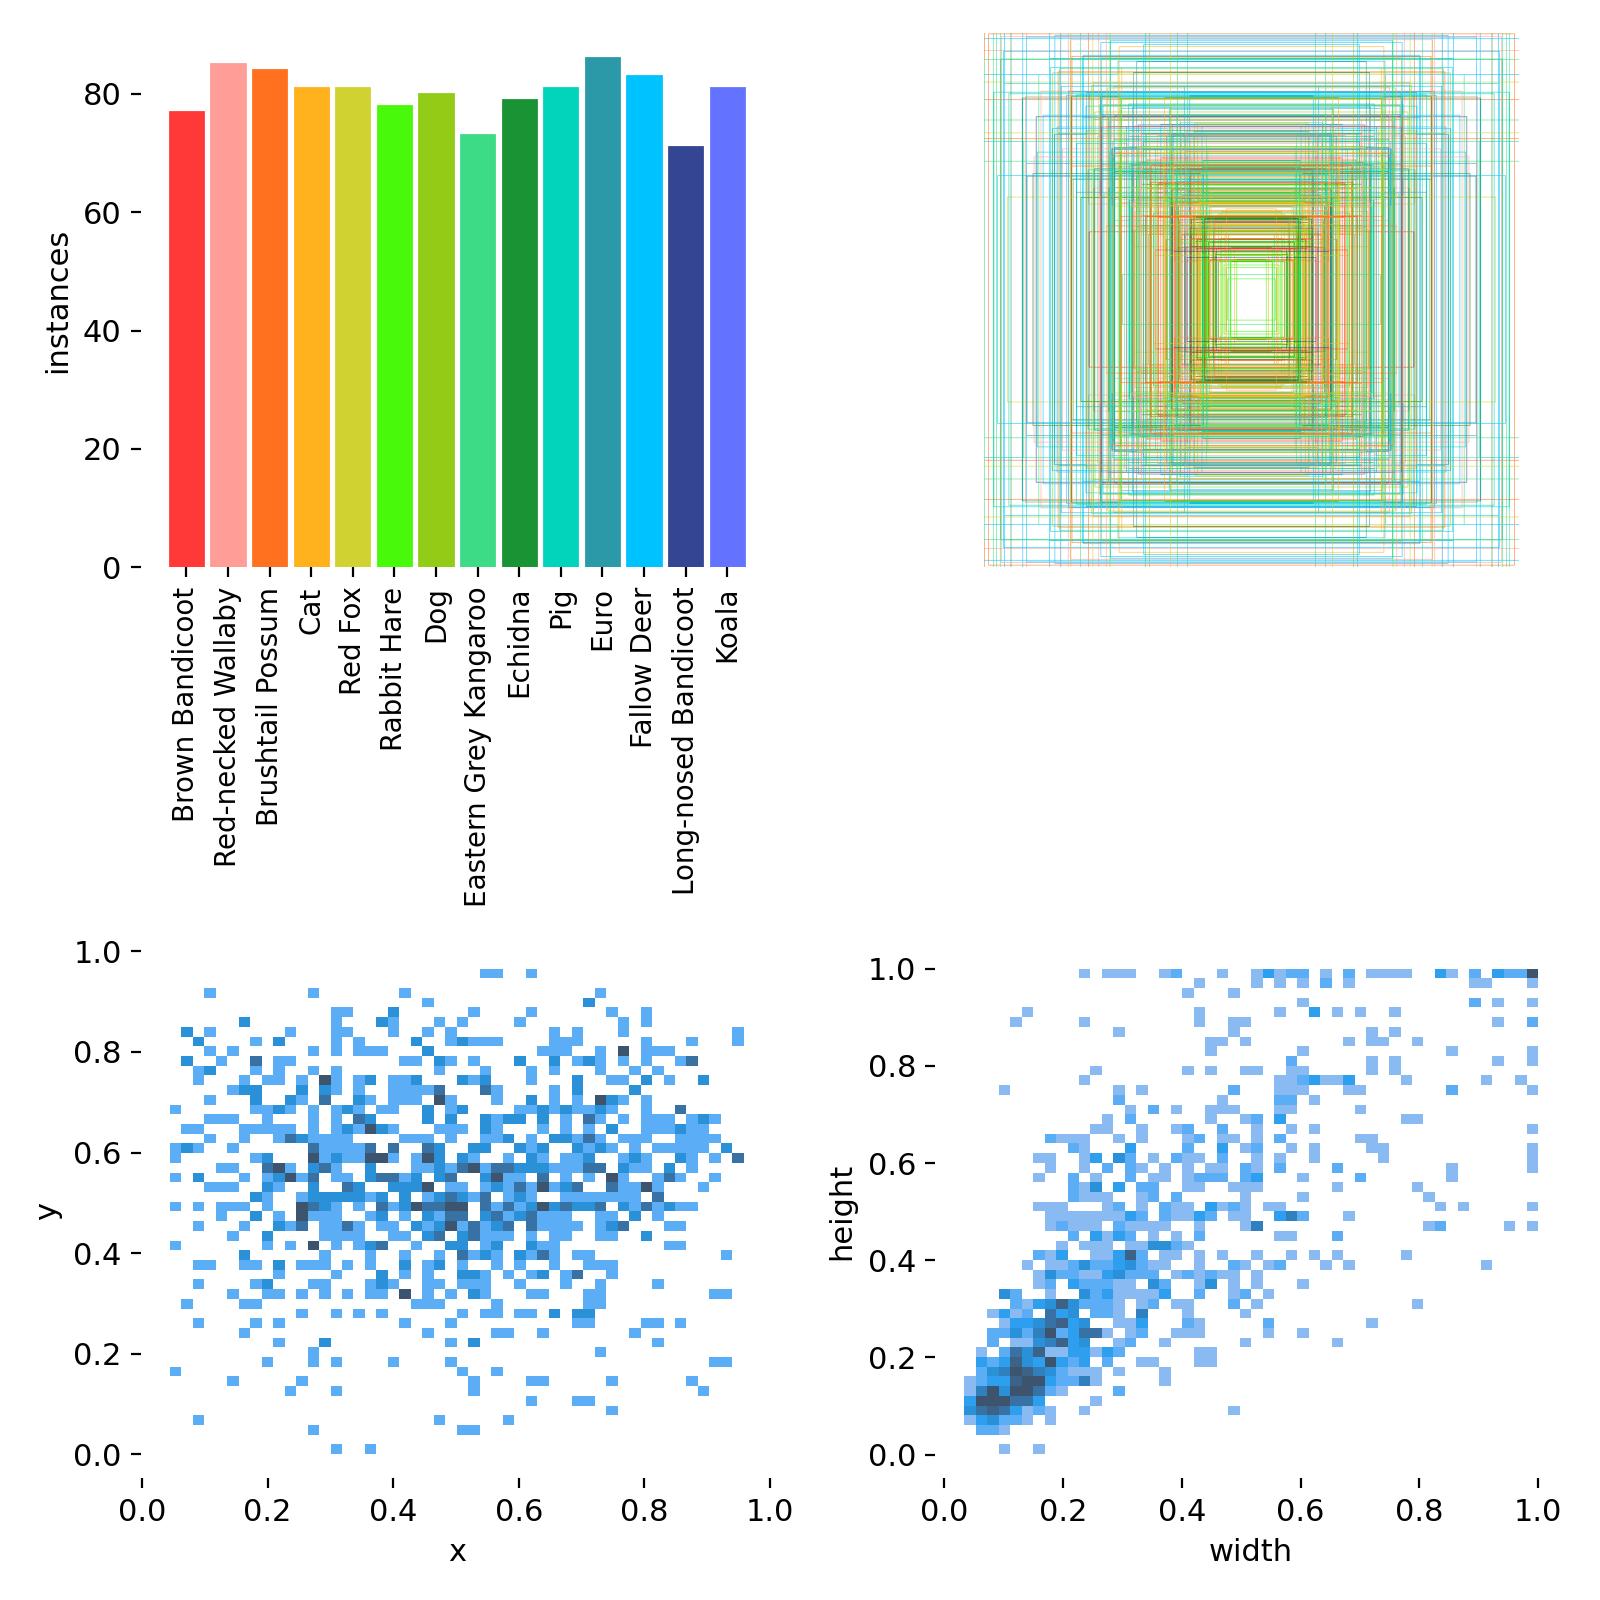 instances
80
60
40
20
0
Brown Bandicoot
Red-necked Wallaby
Brushtail Possum
Cat
Red Fox
Rabbit Hare
Dog
Eastern Grey Kangaroo
Echidna
Pig
Euro
Fallow Deer
Long-nosed Bandicoot
Koala
y
1.0
0.8
0.6
0.4
0.2
0.0
0.0 0.2 0.4 0.6 0.8 1.0
x
height
1.0
0.8
0.6
0.4
0.2
0.0
0.0 0.2 0.4 0.6 0.8 1.0
width